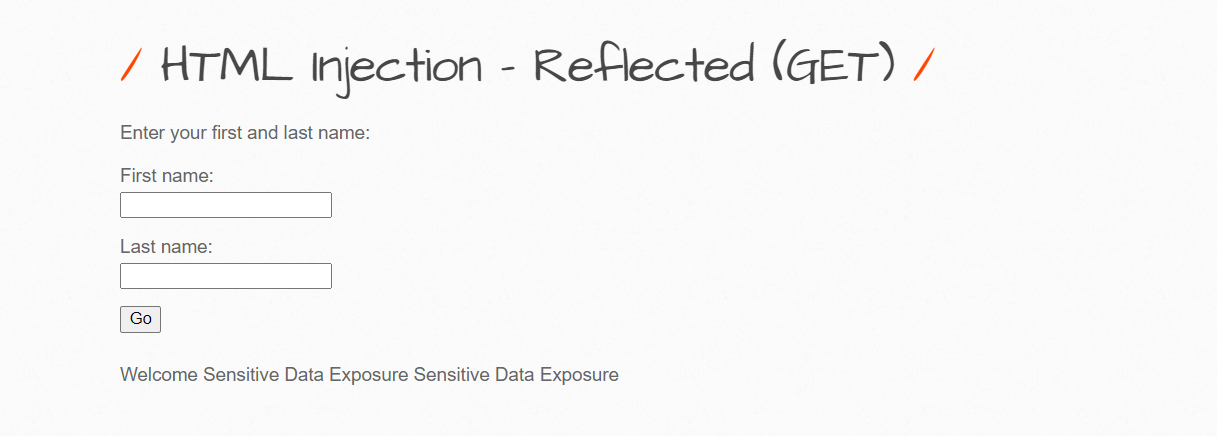 / HTML Injection - Reflected (GET) /
Enter your first and last name:
First name:
Last name:
Go
Welcome Sensitive Data Exposure Sensitive Data Exposure